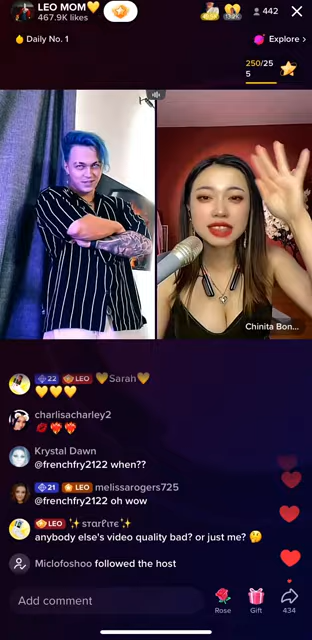 LEO MOM💛
467.9K likes
442
Daily No. 1
Explore >
250/25
5
Chinita Bon...
22 LEO 💛Sarah💛
💛💛💛
charlisacharley2
💋❤️‍🔥❤️‍🔥
Krystal Dawn
@frenchfry2122 when??
21 LEO melissarogers725
@frenchfry2122 oh wow
LEO ✨ѕтαrℓιтє✨
anybody else's video quality bad? or just me? 🤔
Miclofoshoo followed the host
Add comment
Rose
Gift
434